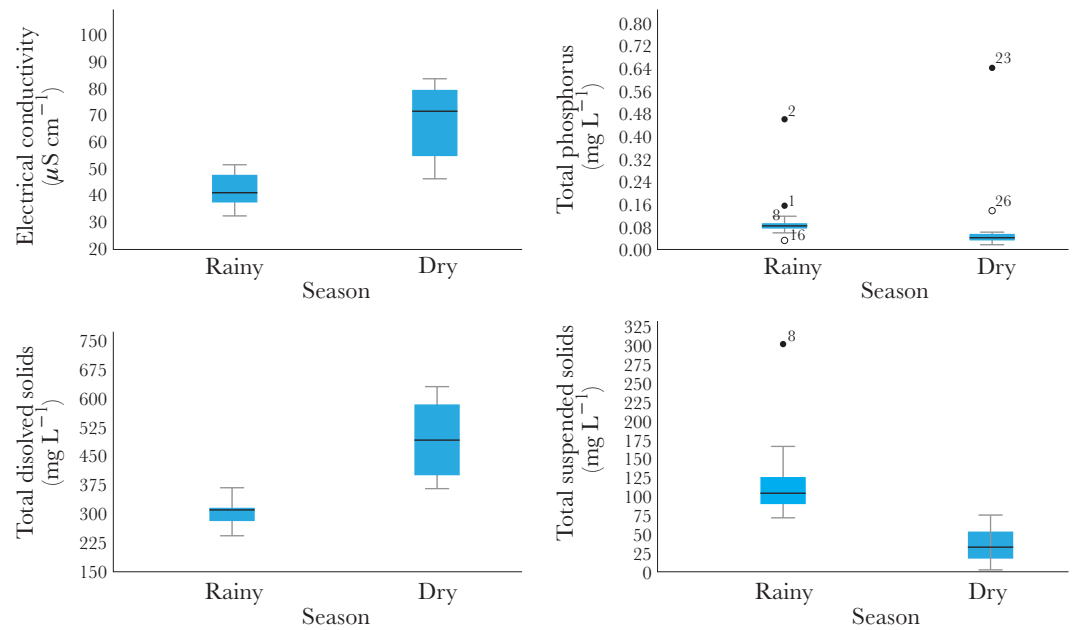 Electrical conductivity
(μS cm−1)
100
90
80
70
60
50
40
30
20
Rainy
Dry
Season
Total phosphorus
(mg L−1)
0.80
0.72
0.64
0.56
0.48
0.40
0.32
0.24
0.16
0.08
0.00
2
1
8
16
23
26
Rainy
Dry
Season
Total disolved solids
(mg L−1)
750
675
600
525
450
375
300
225
150
Rainy
Dry
Season
Total suspended solids
(mg L−1)
325
300
275
250
225
200
175
150
125
100
75
50
25
0
8
Rainy
Dry
Season